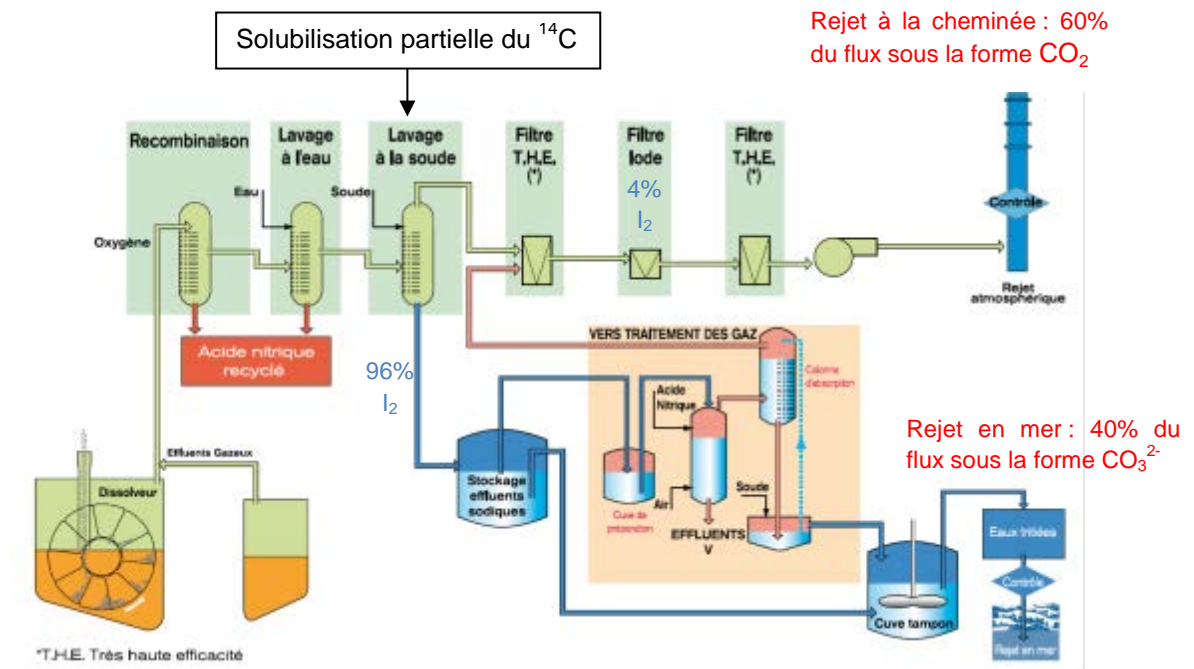 Solubilisation partielle du ¹⁴C
Rejet à la cheminée : 60%
du flux sous la forme CO₂
Recombinaison
Lavage
à l'eau
Lavage
à la soude
Filtre
T.H.E.
(*)
Filtre
Iode
4%
I₂
Filtre
T.H.E.
(*)
Eau
Soude
Oxygène
Contrôle
Rejet
atmosphérique
Acide nitrique
recyclé
96%
I₂
VERS TRAITEMENT DES GAZ
Colonne
d'absorption
Acide
Nitrique
Rejet en mer : 40% du
flux sous la forme CO₃²⁻
Effluents Gazeux
Dissolveur
Stockage
effluents
sodiques
Cuve de
préparation
Air
Soude
EFFLUENTS
V
Eaux tritiées
Contrôle
Cuve tampon
Rejet en mer
*T.H.E. Très haute efficacité